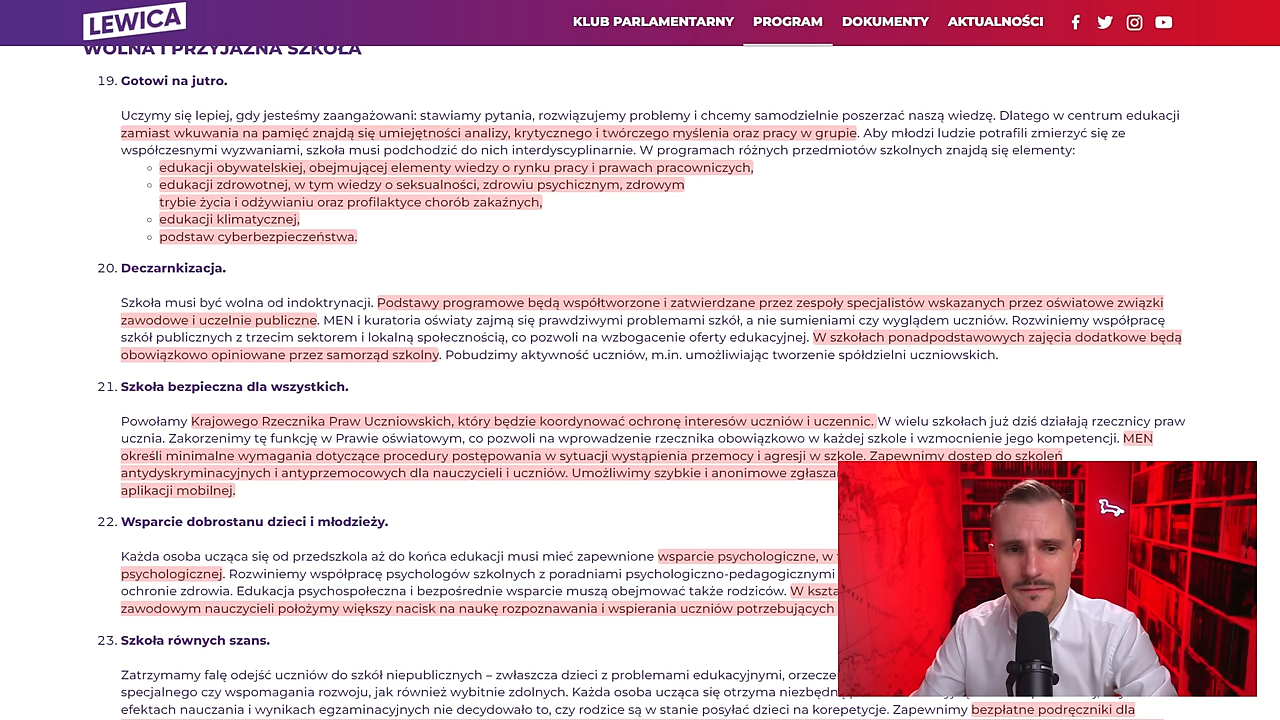 LEWICA
KLUB PARLAMENTARNY PROGRAM DOKUMENTY AKTUALNOŚCI
WOLNA I PRZYJAZNA SZKOŁA
19. Gotowi na jutro.
Uczymy się lepiej, gdy jesteśmy zaangażowani: stawiamy pytania, rozwiązujemy problemy i chcemy samodzielnie poszerzać naszą wiedzę. Dlatego w centrum edukacji
zamiast wkuwania na pamięć znajdą się umiejętności analizy, krytycznego i twórczego myślenia oraz pracy w grupie. Aby młodzi ludzie potrafili zmierzyć się ze
współczesnymi wyzwaniami, szkoła musi podchodzić do nich interdyscyplinarnie. W programach różnych przedmiotów szkolnych znajdą się elementy:
edukacji obywatelskiej, obejmującej elementy wiedzy o rynku pracy i prawach pracowniczych,
edukacji zdrowotnej, w tym wiedzy o seksualności, zdrowiu psychicznym, zdrowym
trybie życia i odżywianiu oraz profilaktyce chorób zakaźnych,
edukacji klimatycznej,
podstaw cyberbezpieczeństwa.
20. Deczarnkizacja.
Szkoła musi być wolna od indoktrynacji. Podstawy programowe będą współtworzone i zatwierdzane przez zespoły specjalistów wskazanych przez oświatowe związki
zawodowe i uczelnie publiczne. MEN i kuratoria oświaty zajmą się prawdziwymi problemami szkół, a nie sumieniami czy wyglądem uczniów. Rozwiniemy współpracę
szkół publicznych z trzecim sektorem i lokalną społecznością, co pozwoli na wzbogacenie oferty edukacyjnej. W szkołach ponadpodstawowych zajęcia dodatkowe będą
obowiązkowo opiniowane przez samorząd szkolny. Pobudzimy aktywność uczniów, m.in. umożliwiając tworzenie spółdzielni uczniowskich.
21. Szkoła bezpieczna dla wszystkich.
Powołamy Krajowego Rzecznika Praw Uczniowskich, który będzie koordynować ochronę interesów uczniów i uczennic. W wielu szkołach już dziś działają rzecznicy praw
ucznia. Zakorzenimy tę funkcję w Prawie oświatowym, co pozwoli na wprowadzenie rzecznika obowiązkowo w każdej szkole i wzmocnienie jego kompetencji. MEN
określi minimalne wymagania dotyczące procedury postępowania w sytuacji wystąpienia przemocy i agresji w szkole. Zapewnimy dostęp do szkoleń
antydyskryminacyjnych i antyprzemocowych dla nauczycieli i uczniów. Umożliwimy szybkie i anonimowe
aplikacji mobilnej.
22. Wsparcie dobrostanu dzieci i młodzieży.
Każda osoba ucząca się od przedszkola aż do końca edukacji musi mieć zapewnione wsparcie psychologiczne, w
psychologicznej. Rozwiniemy współpracę psychologów szkolnych z poradniami psychologiczno-pedagogicznymi
ochronie zdrowia. Edukacja psychospołeczna i bezpośrednie wsparcie muszą obejmować także rodziców. W
zawodowym nauczycieli położymy większy nacisk na naukę rozpoznawania i wspierania uczniów potrzebujących
23. Szkoła równych szans.
Zatrzymamy falę odejść uczniów do szkół niepublicznych – zwłaszcza dzieci z problemami edukacyjnymi,
specjalnego czy wspomagania rozwoju, jak również wybitnie zdolnych. Każda osoba ucząca się otrzyma
efektach nauczania i wynikach egzaminacyjnych nie decydowało to, czy rodzice są w stanie posyłać dzieci na korepetycje. Zapewnimy bezpłatne podręczniki dla